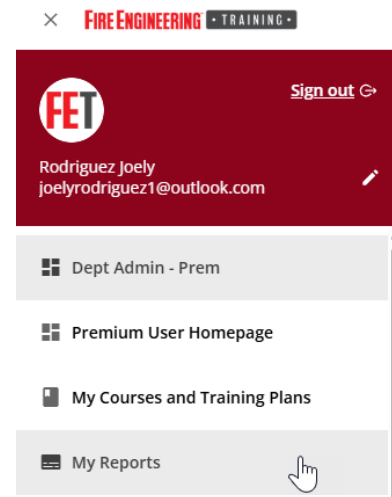 FIRE ENGINEERING • TRAINING •
Sign out
FET
Rodriguez Joely
joelyrodriguez1@outlook.com
Dept Admin - Prem
Premium User Homepage
My Courses and Training Plans
My Reports